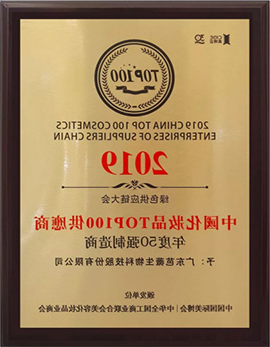 TOP100
2019 CHINA TOP 100 COSMETICS
ENTERPRISES OF SUPPLIERS CHAIN
2019
绿色供应链大会
中國化妝品TOP100供應商
年度50强制造商
予：广东芭薇生物科技股份有限公司
颁发单位
中国国际美博会 中华全国工商业联合会美容化妆品业商会